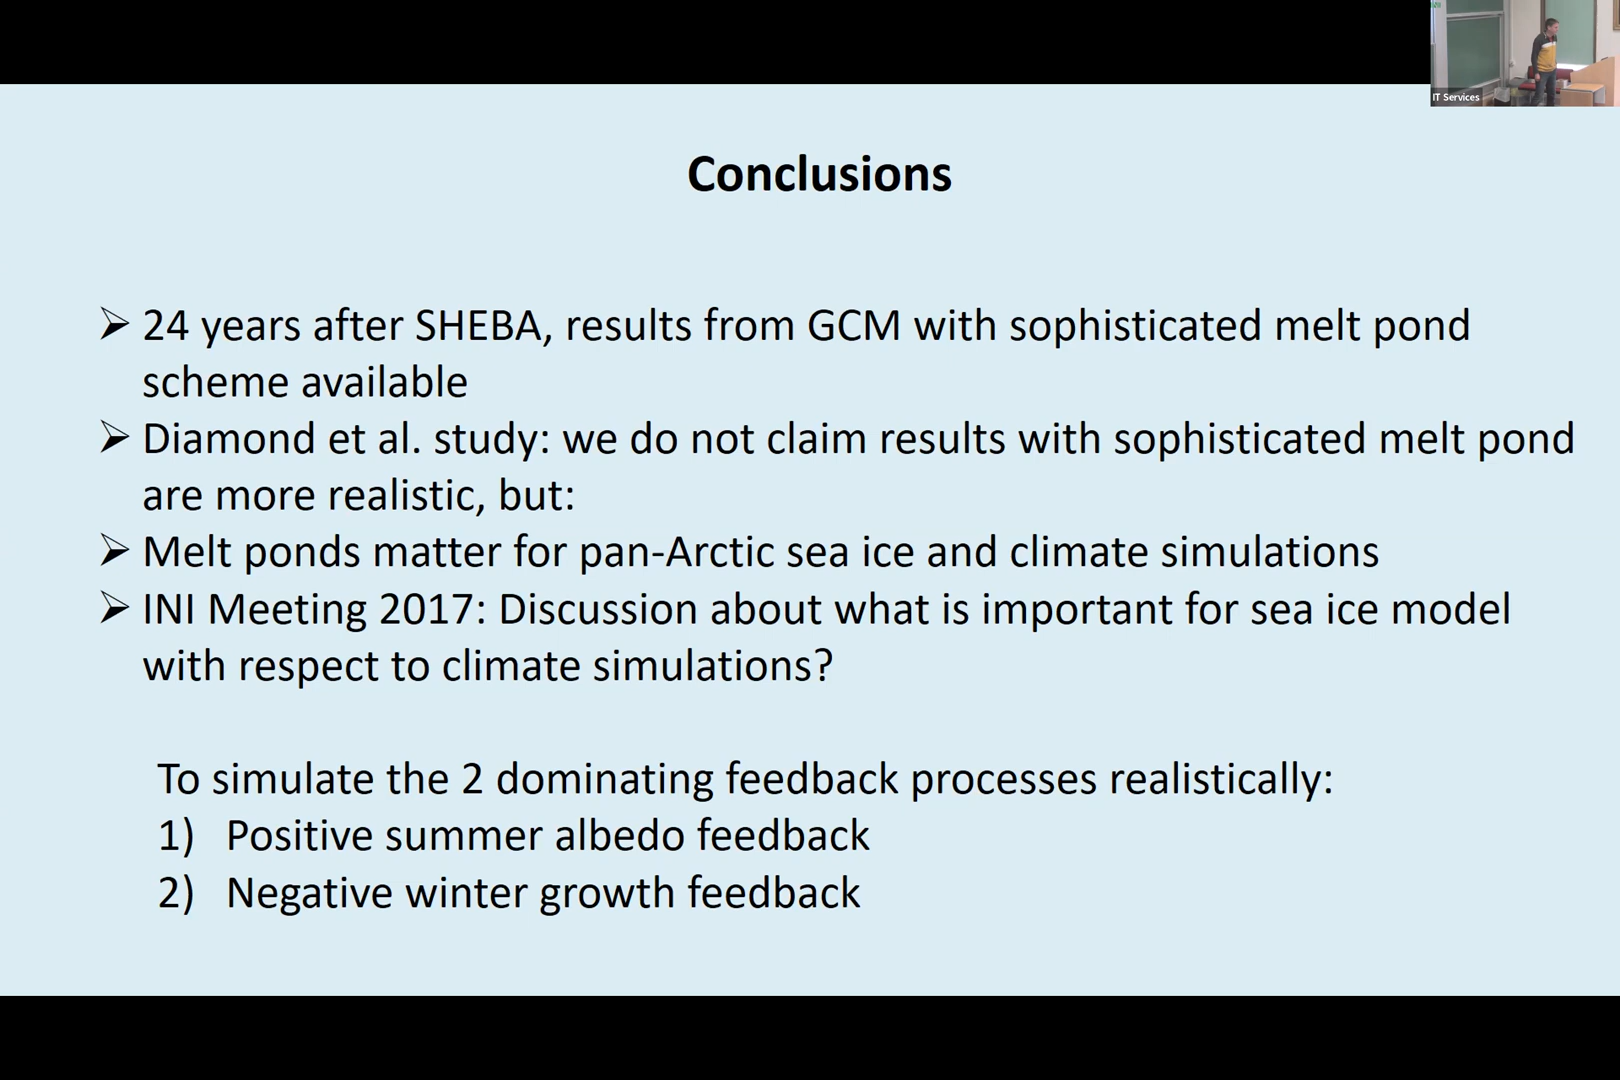 IT Services
Conclusions
➢ 24 years after SHEBA, results from GCM with sophisticated melt pond
scheme available
➢ Diamond et al. study: we do not claim results with sophisticated melt pond
are more realistic, but:
➢ Melt ponds matter for pan-Arctic sea ice and climate simulations
➢ INI Meeting 2017: Discussion about what is important for sea ice model
with respect to climate simulations?
To simulate the 2 dominating feedback processes realistically:
1) Positive summer albedo feedback
2) Negative winter growth feedback